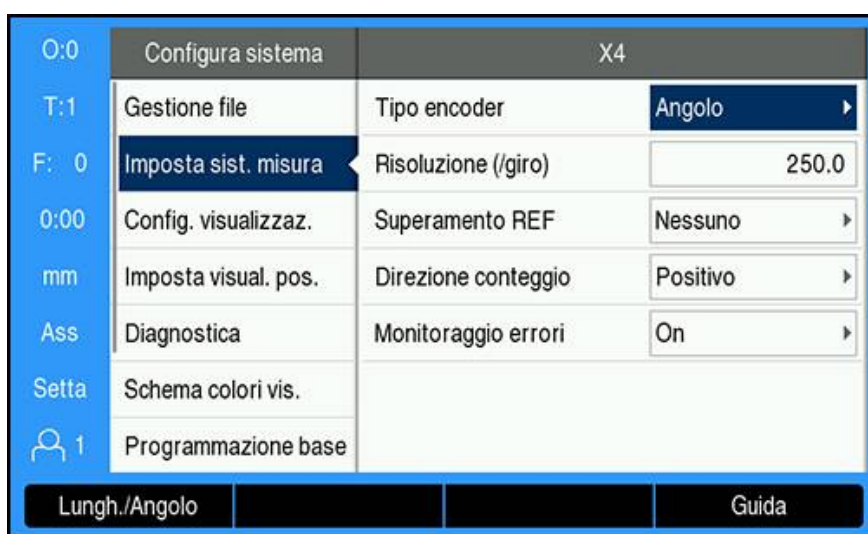 O:0 Configura sistema X4
T:1 Gestione file Tipo encoder Angolo
F: 0 Imposta sist. misura Risoluzione (/giro) 250.0
0:00 Config. visualizzaz. Superamento REF Nessuno
mm Imposta visual. pos. Direzione conteggio Positivo
Ass Diagnostica Monitoraggio errori On
Setta Schema colori vis.
1 Programmazione base
Lungh./Angolo Guida